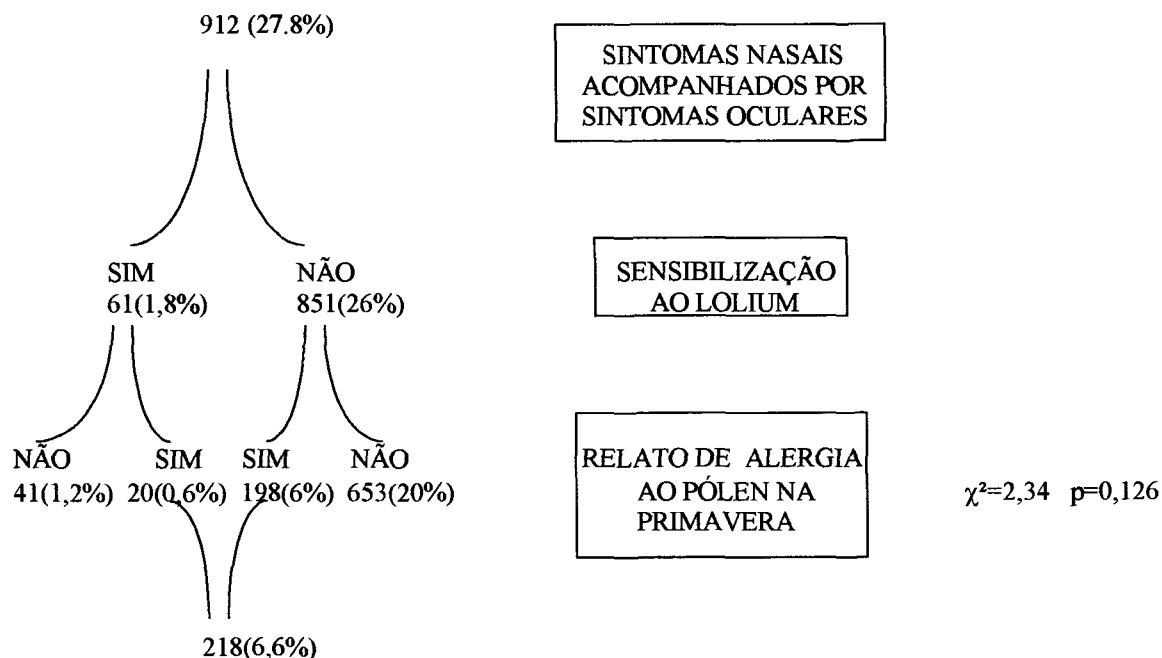 912 (27.8%)
SINTOMAS NASAIS
ACOMPANHADOS POR
SINTOMAS OCULARES
SIM NÃO
61(1,8%) 851(26%)
SENSIBILIZAÇÃO
AO LOLIUM
NÃO SIM SIM NÃO
41(1,2%) 20(0,6%) 198(6%) 653(20%)
RELATO DE ALERGIA
AO PÓLEN NA
PRIMAVERA
χ²=2,34 p=0,126
218(6,6%)